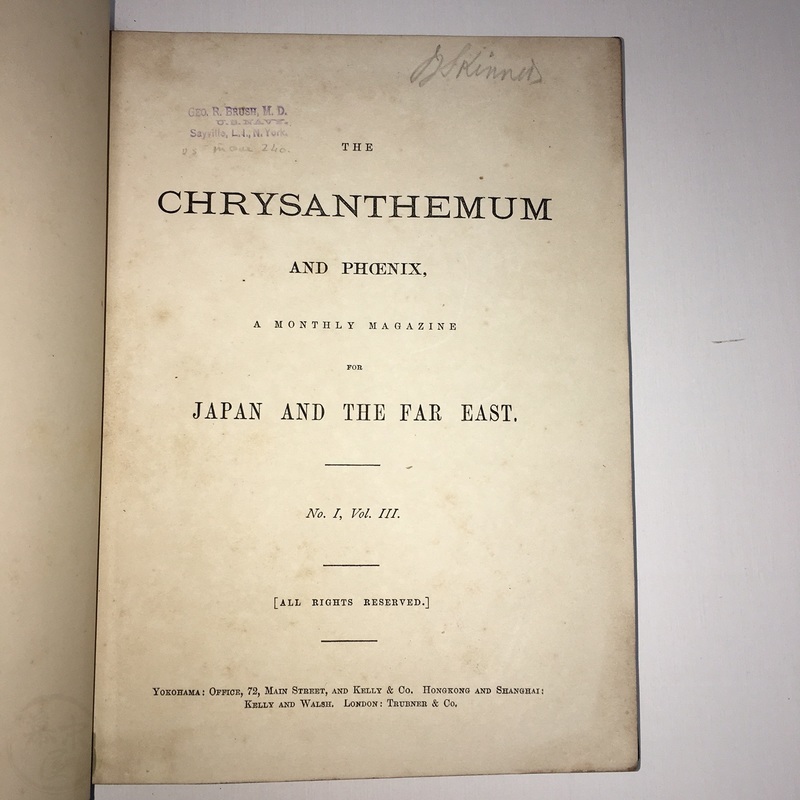 J Skinner
GEO. R. BRUSH, M. D.
U. S. NAVY.
Sayville, L. I., N. York.
THE
CHRYSANTHEMUM
AND PHŒNIX,
A MONTHLY MAGAZINE
FOR
JAPAN AND THE FAR EAST.
No. I, Vol. III.
[ALL RIGHTS RESERVED.]
YOKOHAMA: OFFICE, 72, MAIN STREET, AND KELLY & CO. HONGKONG AND SHANGHAI:
KELLY AND WALSH. LONDON: TRUBNER & CO.